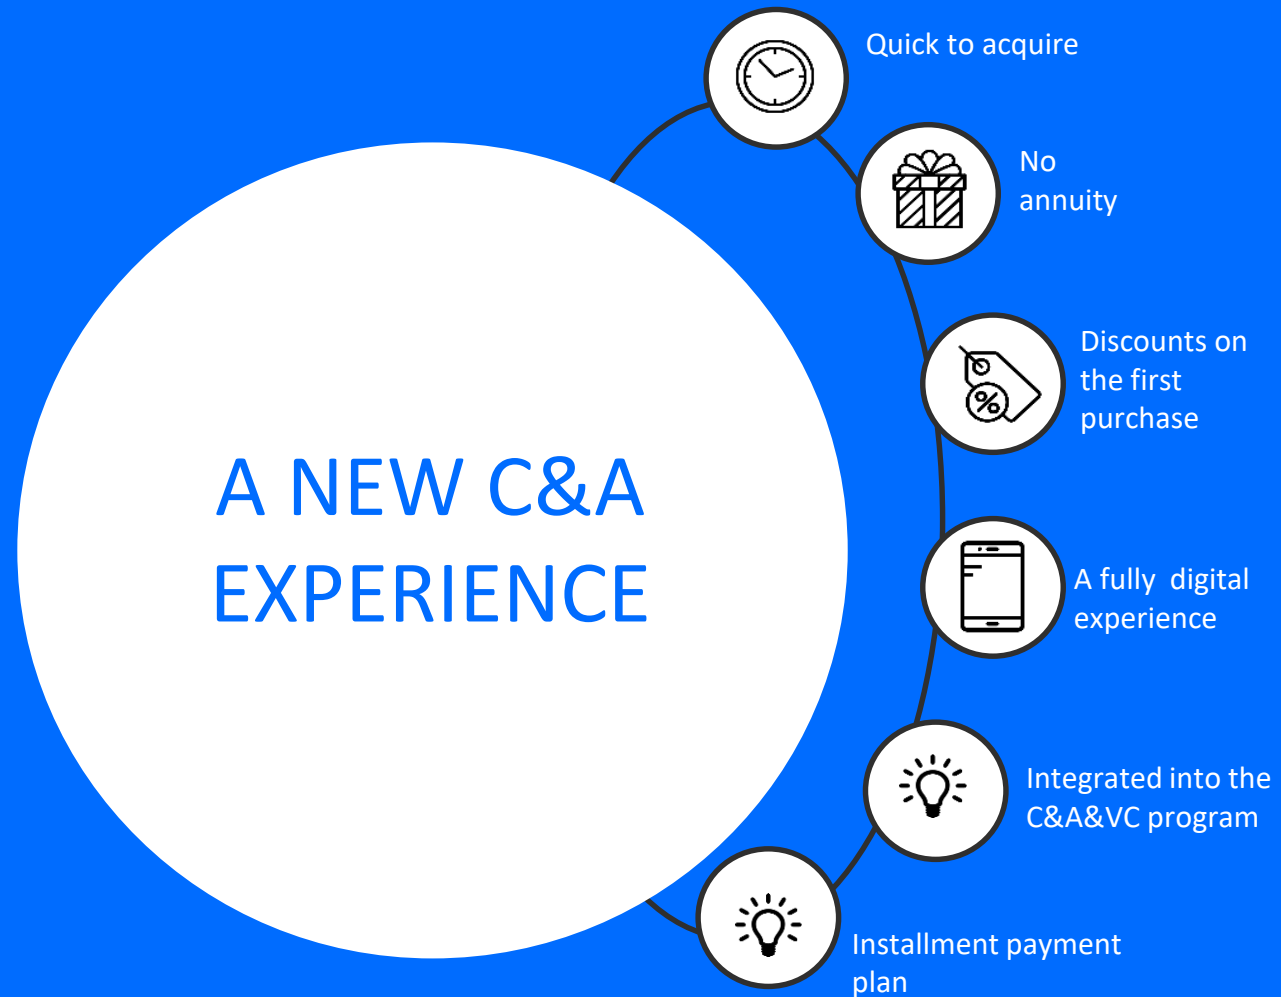 Quick to acquire
No
annuity
Discounts on
the first
purchase
A NEW C&A
EXPERIENCE
A fully  digital
experience
Integrated into the
C&A&VC program
Installment payment
plan